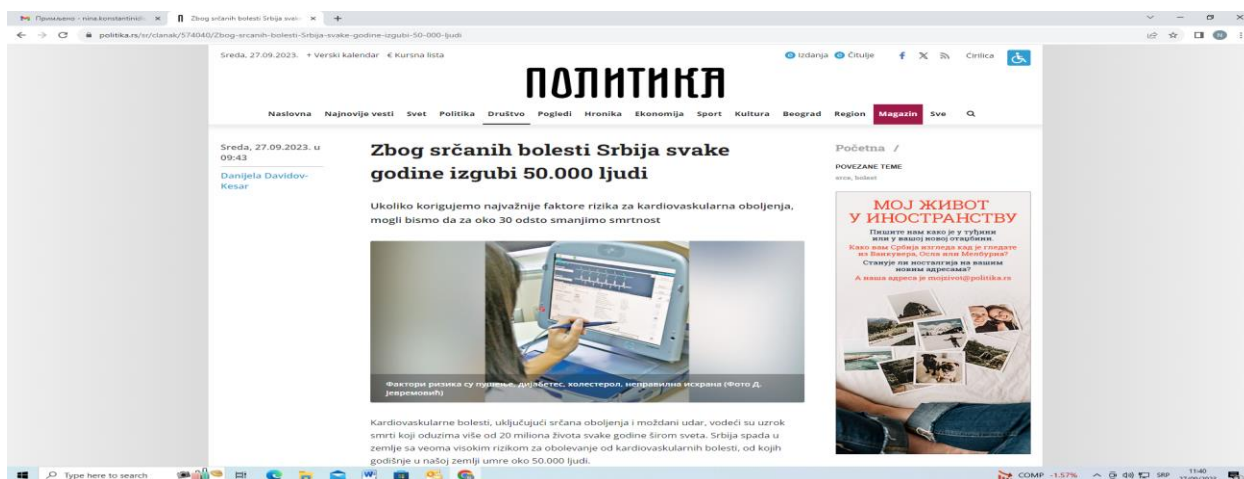 Zbog srčanih bolesti Srbija svake
politika.rs/sr/clanak/574040/Zbog-srcanih-bolesti-Srbija-svake-godine-izgubi-50-000-ljudi
Sreda, 27.09.2023. + Verski kalendar € Kursna lista
Izdanja Čitulje
Ćirilica
ПОЛИТИКА
Naslovna Najnovije vesti Svet Politika Društvo Pogledi Hronika Ekonomija Sport Kultura Beograd Region Magazin Sve
Sreda, 27.09.2023. u
09:43
Danijela Davidov-
Kesar
Zbog srčanih bolesti Srbija svake
godine izgubi 50.000 ljudi
Ukoliko korigujemo najvažnije faktore rizika za kardiovaskularna oboljenja,
mogli bismo da za oko 30 odsto smanjimo smrtnost
Фактори ризика су пушење, дијабетес, холестерол, неправилна исхрана (Фото Д.
Јевремовић)
Kardiovaskularne bolesti, uključujući srčana oboljenja i moždani udar, vodeći su uzrok
smrti koji oduzima više od 20 miliona života svake godine širom sveta. Srbija spada u
zemlje sa veoma visokim rizikom za obolevanje od kardiovaskularnih bolesti, od kojih
godišnje u našoj zemlji umre oko 50.000 ljudi.
Početna /
POVEZANE TEME
srce, bolest
МОЈ ЖИВОТ
У ИНОСТРАНСТВУ
Пишите нам како је у туђини
или у вашој новој отаџбини.
Како вам Србија изгледа кад је гледате
из Ванкувера, Осла или Мелбурна?
Станује ли носталгија на вашим
новим адресама?
А наша адреса је mojzivot@politika.rs
Type here to search
COMP -1.57%
SRP
11:40
27/09/2023